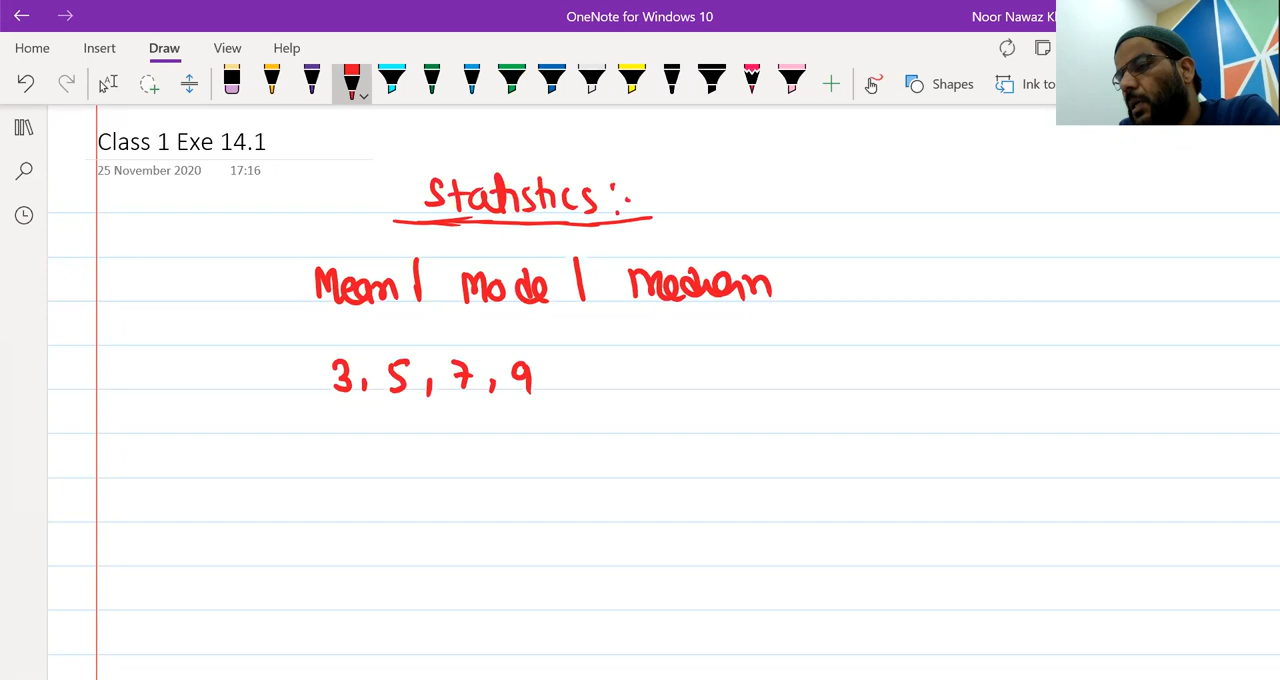 OneNote for Windows 10
Noor Nawaz Kh
Home Insert Draw View Help
Shapes
Ink to
Class 1 Exe 14.1
25 November 2020 17:16
Statistics :-
Mean | Mode | Median
3, 5, 7, 9